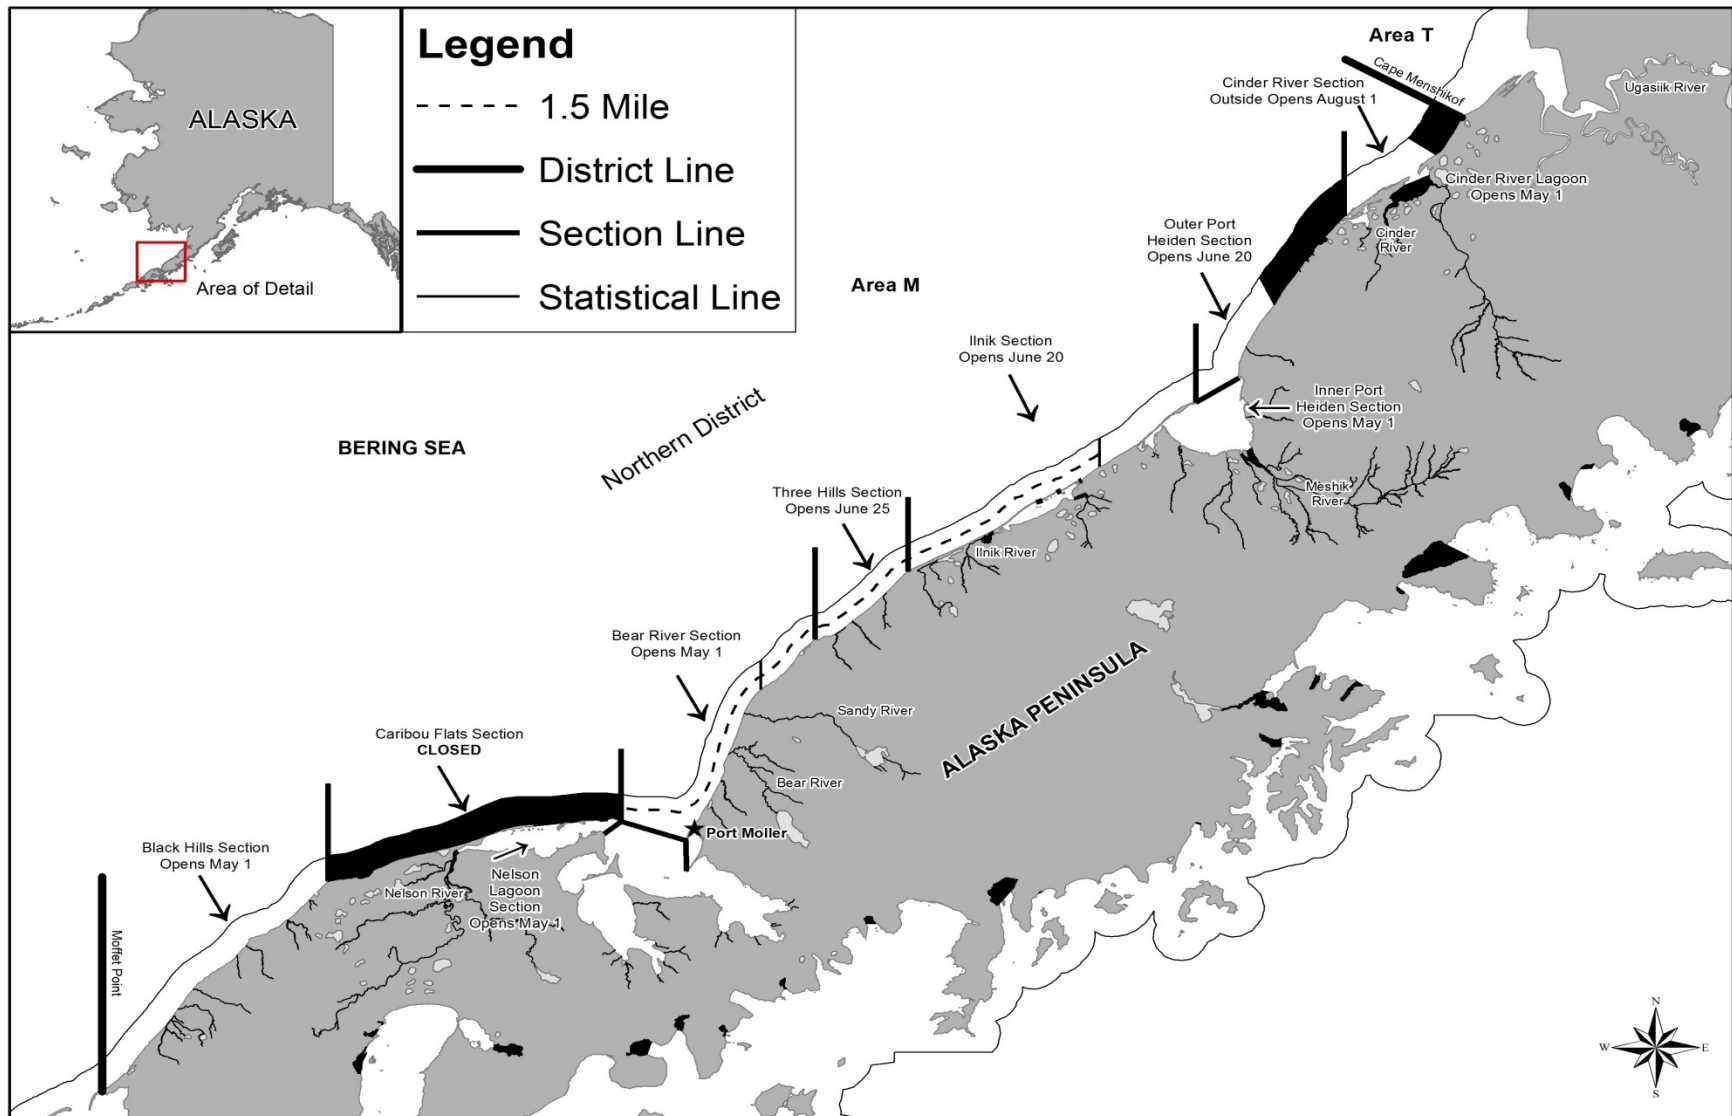 ALASKA
Area of Detail
Legend
1.5 Mile
District Line
Section Line
Statistical Line
Area T
Cape Menshikof
Ugasiik River
Cinder River Section
Outside Opens August 1
Cinder River Lagoon
Opens May 1
Cinder
River
Outer Port
Heiden Section
Opens June 20
Area M
Ilnik Section
Opens June 20
Inner Port
Heiden Section
Opens May 1
BERING SEA
Northern District
Three Hills Section
Opens June 25
Meshik
River
Ilnik River
Bear River Section
Opens May 1
ALASKA PENINSULA
Sandy River
Caribou Flats Section
CLOSED
Bear River
Port Moller
Black Hills Section
Opens May 1
Nelson River
Nelson
Lagoon
Section
Opens May 1
Moffet Point
N
W
E
S